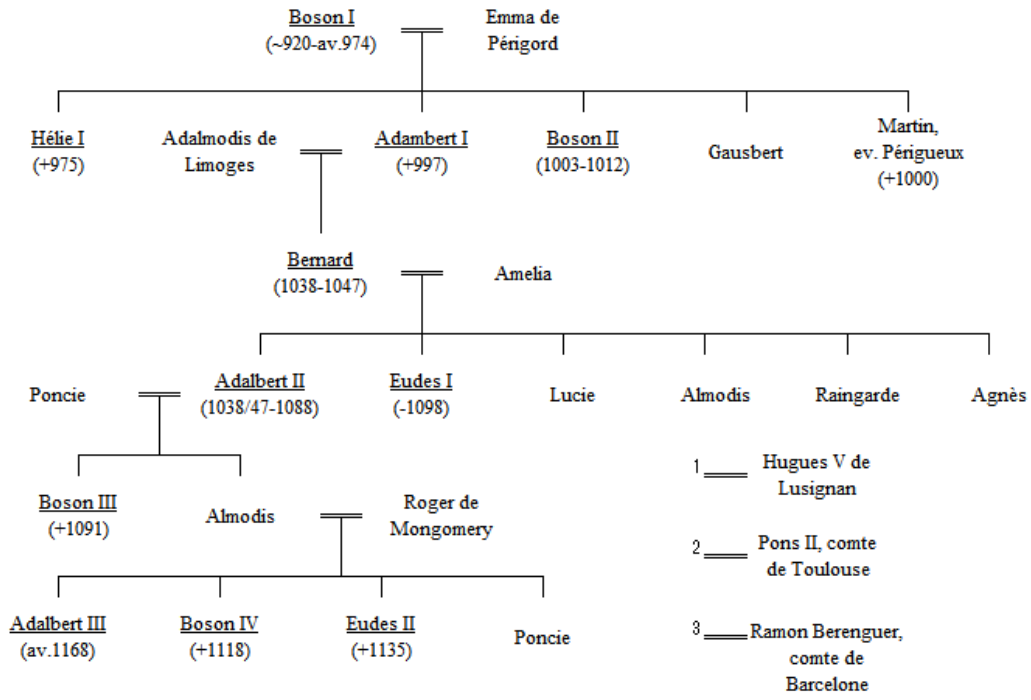 Boson I
(~920-av.974)
Emma de
Périgord
Hélie I
(+975)
Adalmodis de
Limoges
Adambert I
(+997)
Boson II
(1003-1012)
Gausbert
Martin,
ev. Périgueux
(+1000)
Bernard
(1038-1047)
Amelia
Poncie
Adalbert II
(1038/47-1088)
Eudes I
(-1098)
Lucie
Almodis
Raingarde
Agnès
1
Hugues V de
Lusignan
Boson III
(+1091)
Almodis
Roger de
Mongomery
2
Pons II, comte
de Toulouse
Adalbert III
(av.1168)
Boson IV
(+1118)
Eudes II
(+1135)
Poncie
3
Ramon Berenguer,
comte de
Barcelone